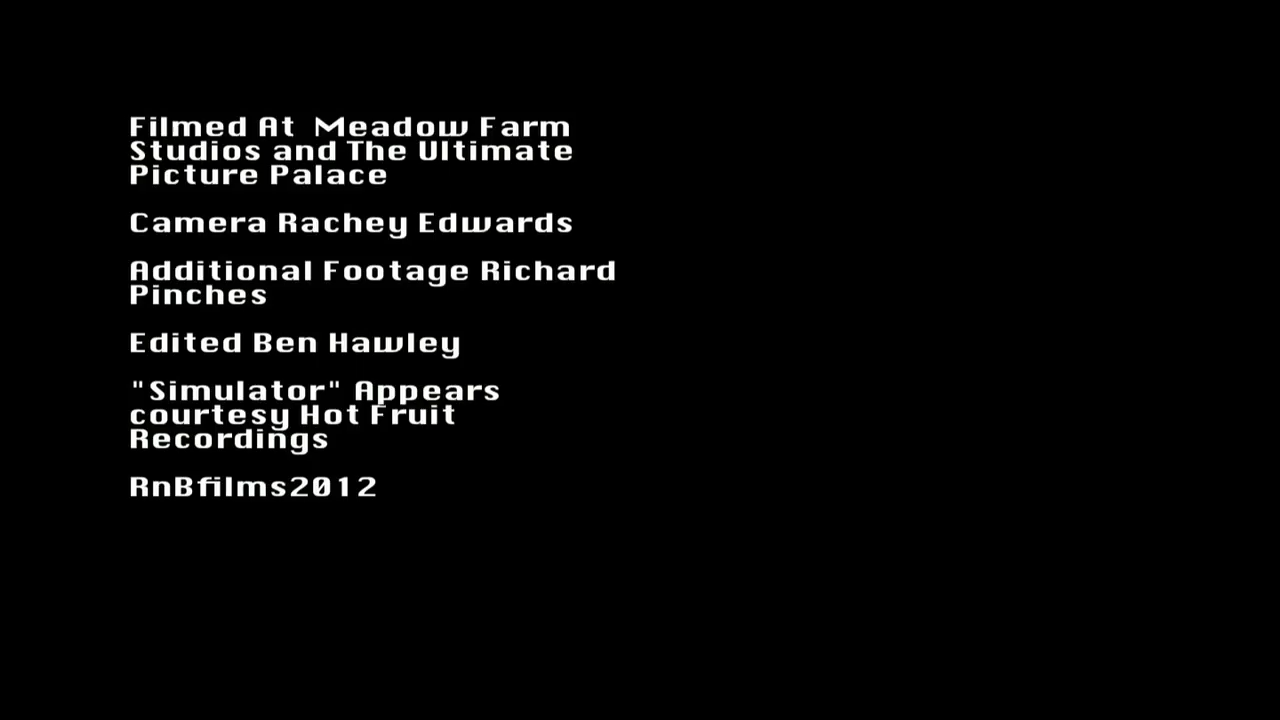 Filmed At  Meadow Farm
Studios and The Ultimate
Picture Palace
Camera Rachey Edwards
Additional Footage Richard
Pinches
Edited Ben Hawley
"Simulator" Appears
courtesy Hot Fruit
Recordings
RnBfilms2012